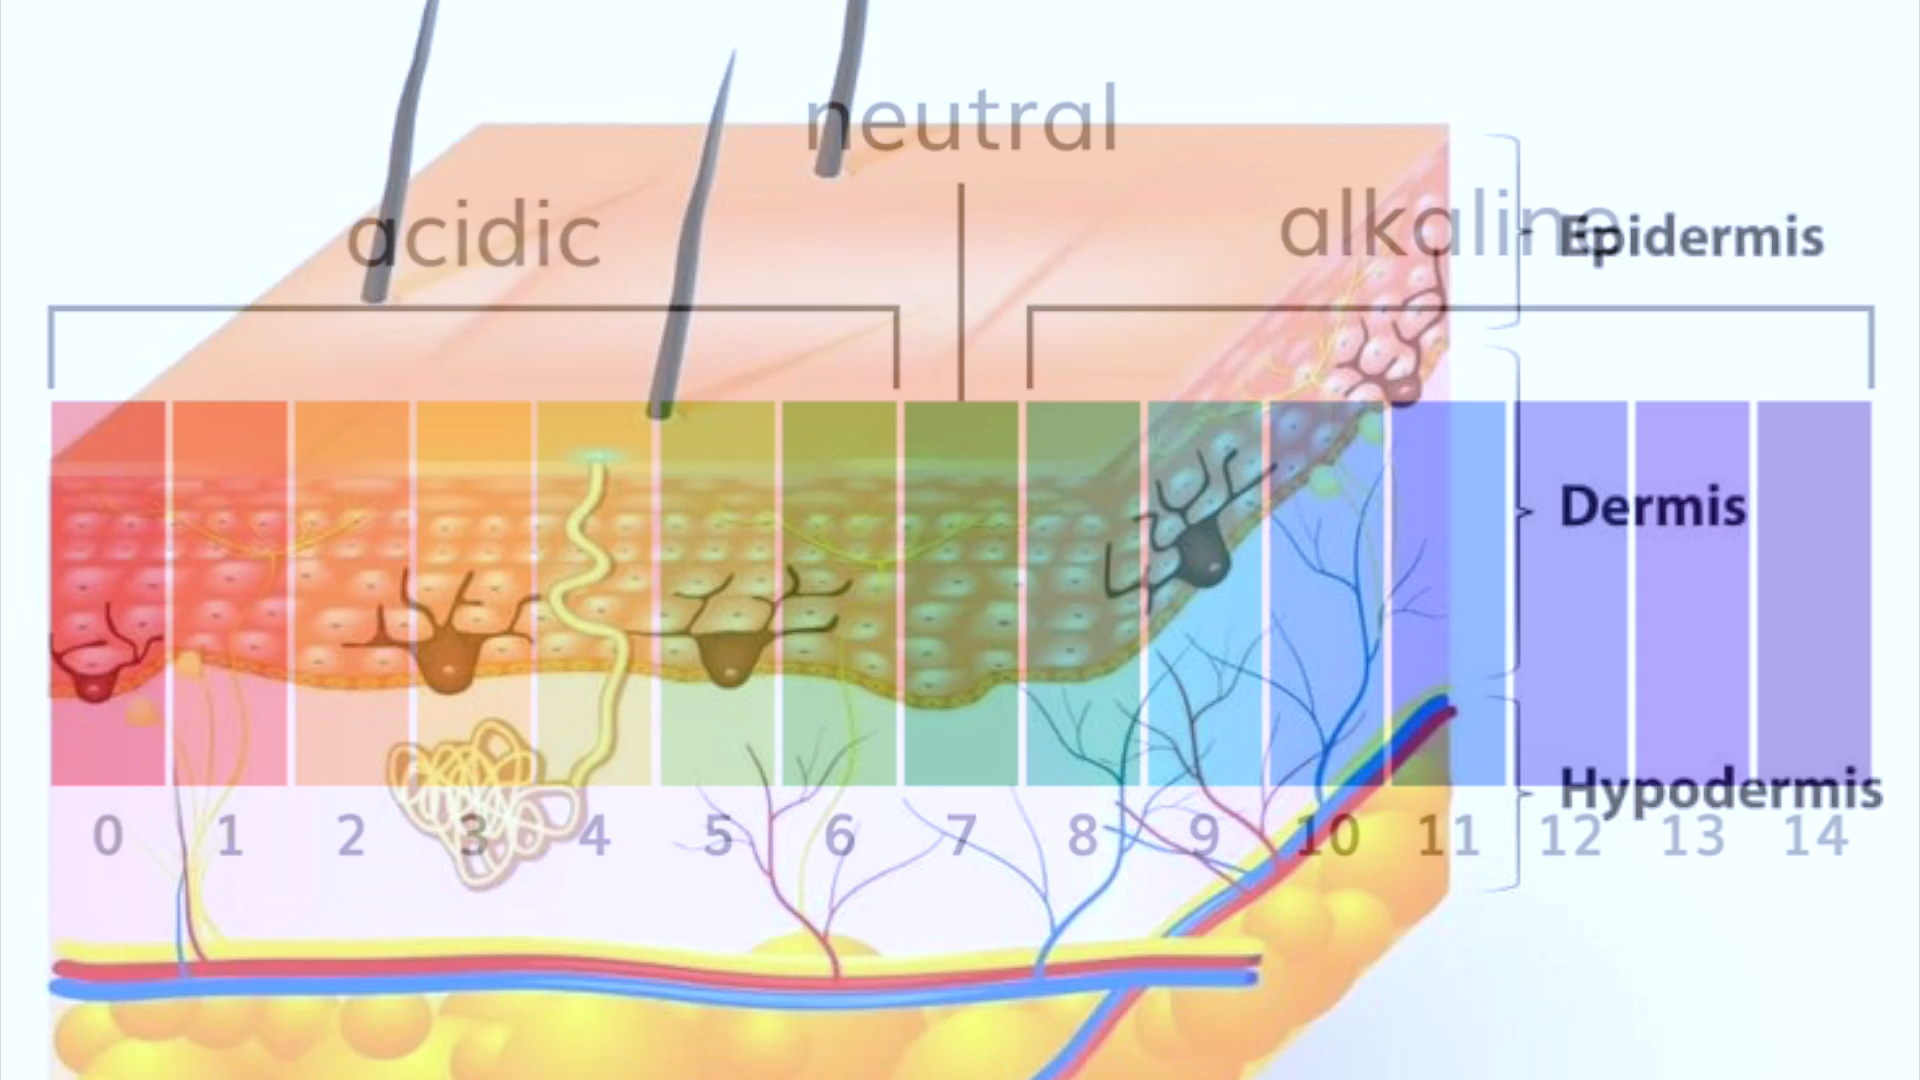 neutral
acidic
alkaline
Epidermis
Dermis
Hypodermis
0 1 2 3 4 5 6 7 8 9 10 11 12 13 14